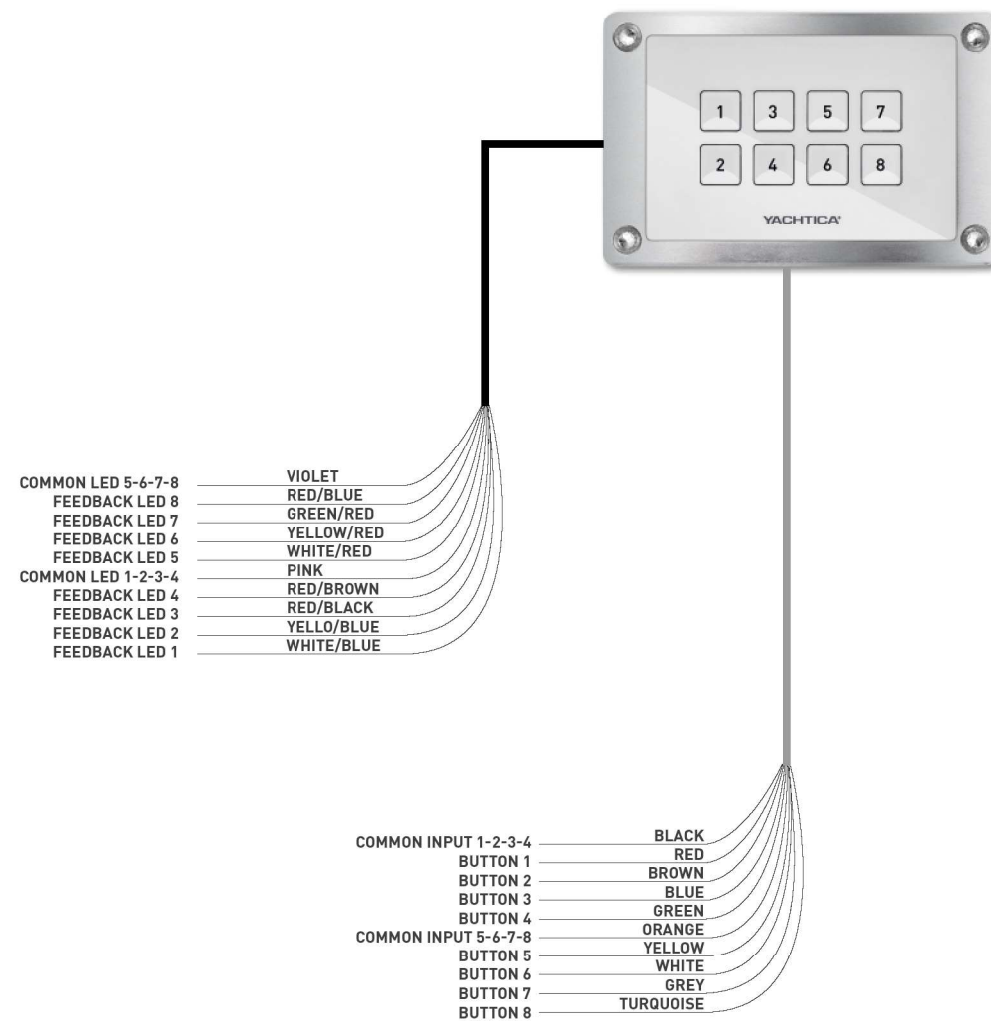 1 3 5 7
2 4 6 8
YACHTICA®
COMMON LED 5-6-7-8 VIOLET
FEEDBACK LED 8 RED/BLUE
FEEDBACK LED 7 GREEN/RED
FEEDBACK LED 6 YELLOW/RED
FEEDBACK LED 5 WHITE/RED
COMMON LED 1-2-3-4 PINK
FEEDBACK LED 4 RED/BROWN
FEEDBACK LED 3 RED/BLACK
FEEDBACK LED 2 YELLO/BLUE
FEEDBACK LED 1 WHITE/BLUE
COMMON INPUT 1-2-3-4 BLACK
BUTTON 1 RED
BUTTON 2 BROWN
BUTTON 3 BLUE
BUTTON 4 GREEN
COMMON INPUT 5-6-7-8 ORANGE
BUTTON 5 YELLOW
BUTTON 6 WHITE
BUTTON 7 GREY
BUTTON 8 TURQUOISE